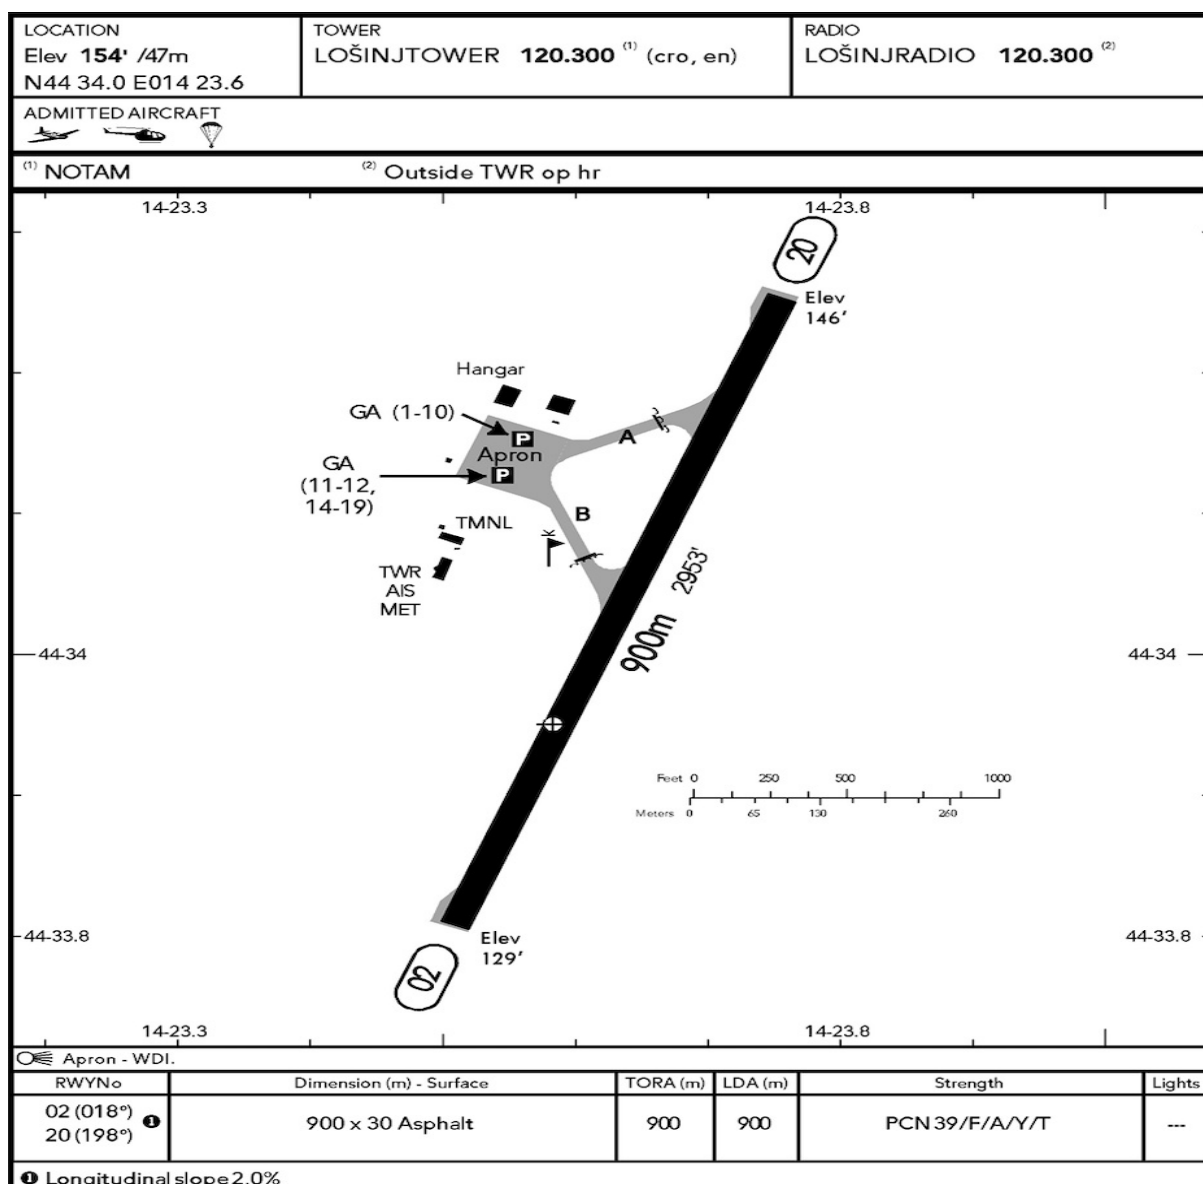 LOCATION
Elev 154' /47m
N44 34.0 E014 23.6
TOWER
LOŠINJTOWER 120.300 (1) (cro, en)
RADIO
LOŠINJRADIO 120.300 (2)
ADMITTED AIRCRAFT
(1) NOTAM (2) Outside TWR op hr
14-23.3 14-23.8
20
Elev
146'
Hangar
GA (1-10)
P
A
Apron
GA
(11-12,
14-19)
P
B
TMNL
TWR
AIS
MET
K
2953'
900m
44-34 44-34
Feet 0 250 500 1000
Meters 0 65 130 260
44-33.8 44-33.8
Elev
129'
02
14-23.3 14-23.8
Apron - WDI.
RWYNo Dimension (m) - Surface TORA (m) LDA (m) Strength Lights
02 (018°)
20 (198°) ❶ 900 x 30 Asphalt 900 900 PCN 39/F/A/Y/T ---
❶ Longitudinal slope 2.0%